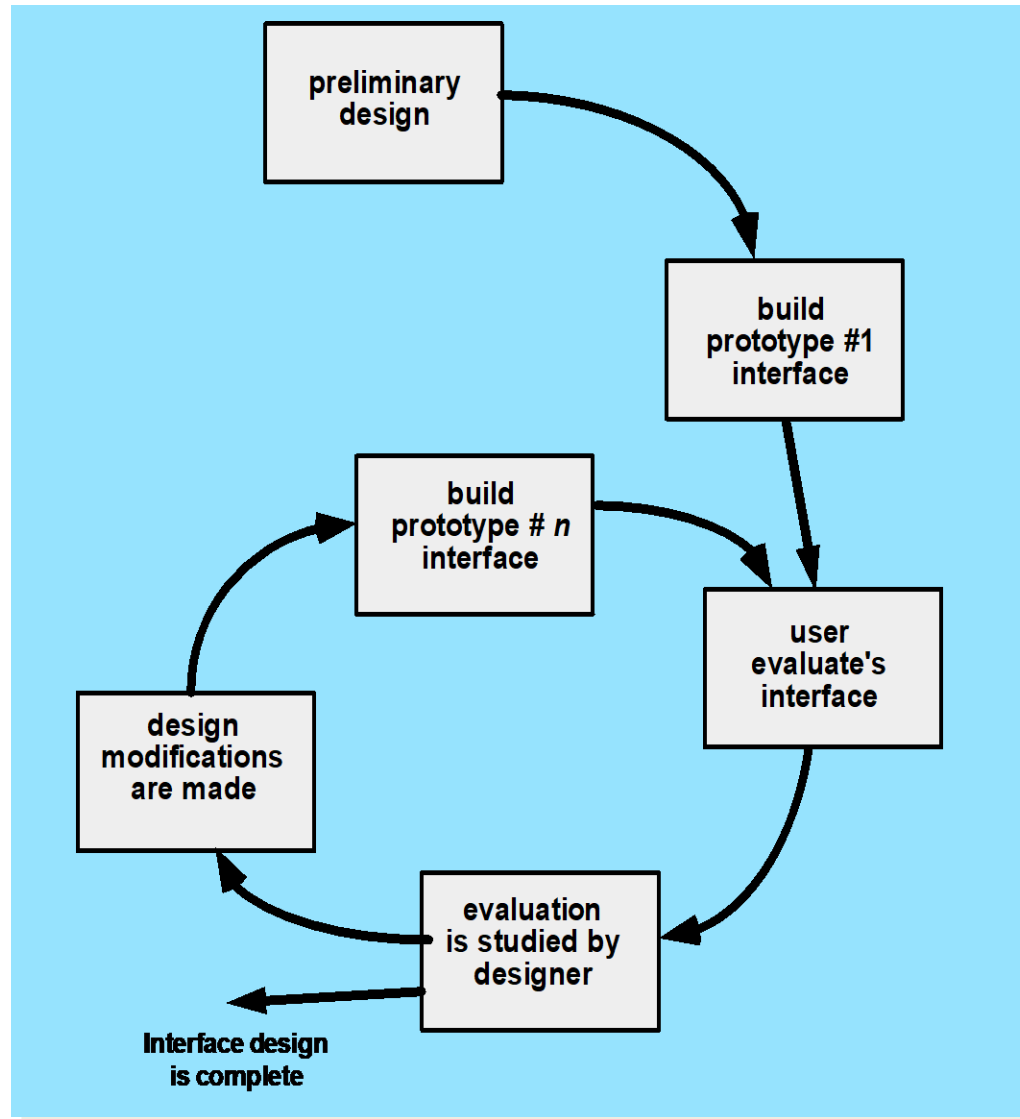 preliminary
design
build
prototype #1
interface
build
prototype # n
interface
user
evaluate's
interface
design
modifications
are made
evaluation
is studied by
designer
Interface design
is complete